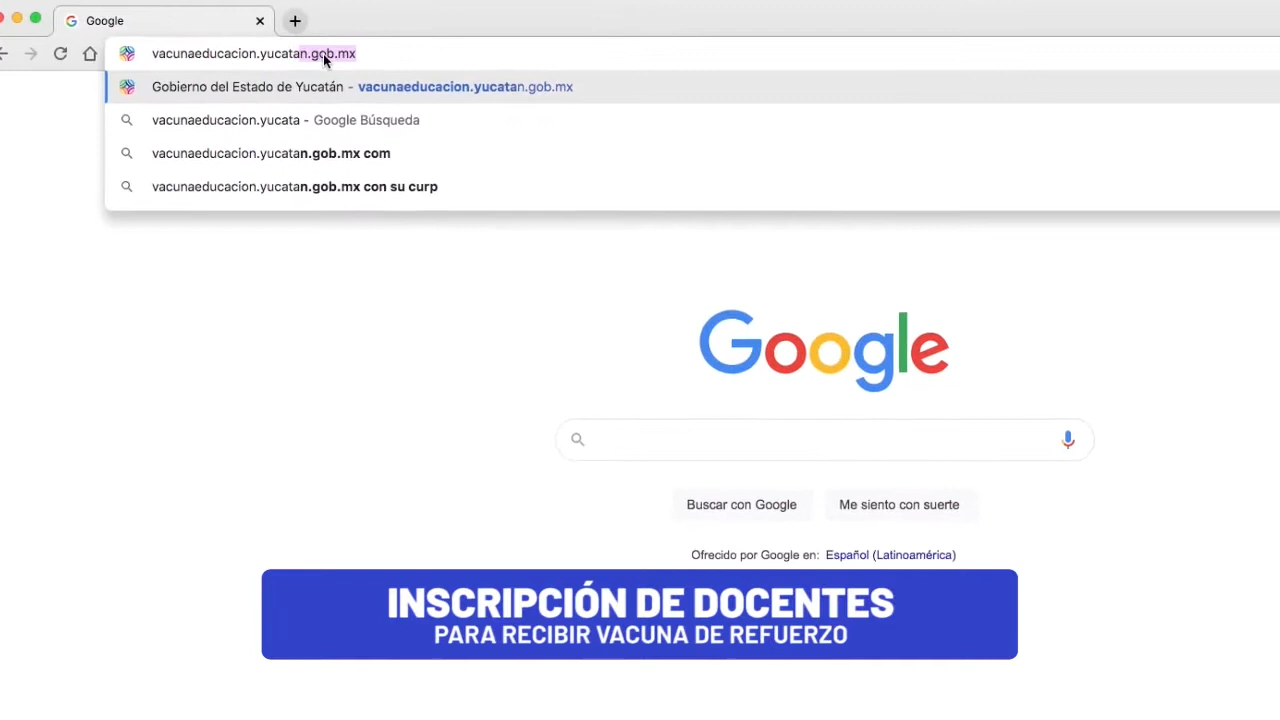 Google
vacunaeducacion.yucatan.gob.mx
Gobierno del Estado de Yucatán - vacunaeducacion.yucatan.gob.mx
vacunaeducacion.yucata - Google Búsqueda
vacunaeducacion.yucatan.gob.mx com
vacunaeducacion.yucatan.gob.mx con su curp
Google
Buscar con Google Me siento con suerte
Ofrecido por Google en: Español (Latinoamérica)
INSCRIPCIÓN DE DOCENTES
PARA RECIBIR VACUNA DE REFUERZO